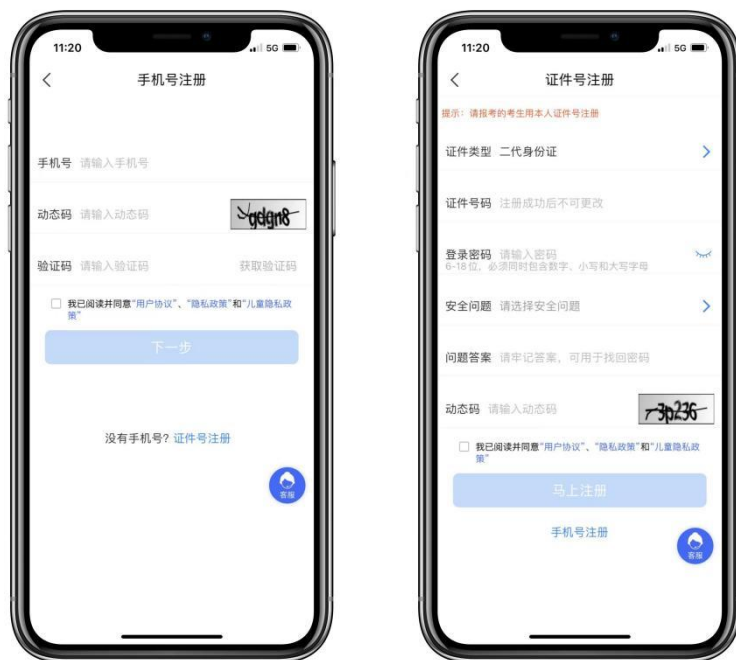 11:20
5G
手机号注册
手机号 请输入手机号
动态码 请输入动态码
验证码 请输入验证码 获取验证码
我已阅读并同意“用户协议”、“隐私政策”和“儿童隐私政
策”
下一步
没有手机号? 证件号注册
客服
11:20
5G
证件号注册
提示：请报考的考生用本人证件号注册
证件类型 二代身份证
证件号码 注册成功后不可更改
登录密码 请输入密码
6-18位，必须同时包含数字、小写和大写字母
安全问题 请选择安全问题
问题答案 请牢记答案，可用于找回密码
动态码 请输入动态码
我已阅读并同意“用户协议”、“隐私政策”和“儿童隐私政
策”
马上注册
手机号注册
客服